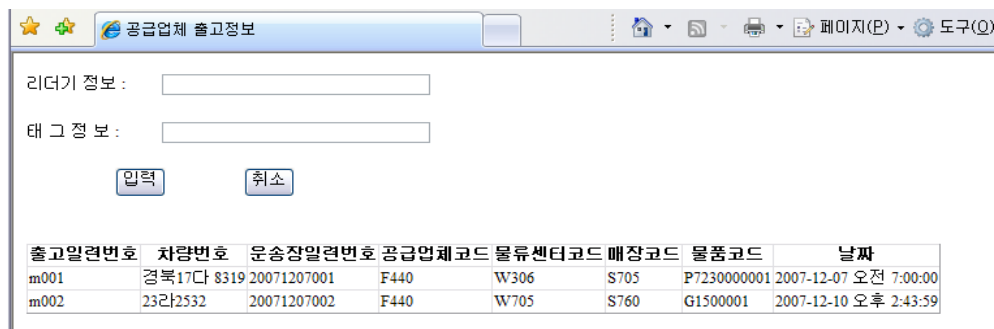 공급업체 출고정보 페이지(P) 도구(O)
리더기 정보 :
태 그 정 보 :
입력 취소
출고일련번호 차량번호 운송장일련번호 공급업체코드 물류센터코드 매장코드 물품코드 날짜
m001 경북17다 8319 20071207001 F440 W306 S705 P7230000001 2007-12-07 오전 7:00:00
m002 23라2532 20071207002 F440 W705 S760 G1500001 2007-12-10 오후 2:43:59